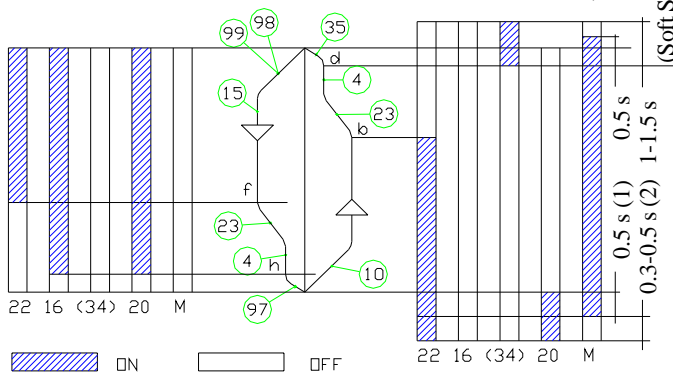 99
98
35
d
4
15
23
b
f
23
4
h
10
97
22 16 (34) 20 M
22 16 (34) 20 M
ON
OFF
0.5 s
0.5 s (1)
1-1.5 s
0.3-0.5 s (2)
(Soft S